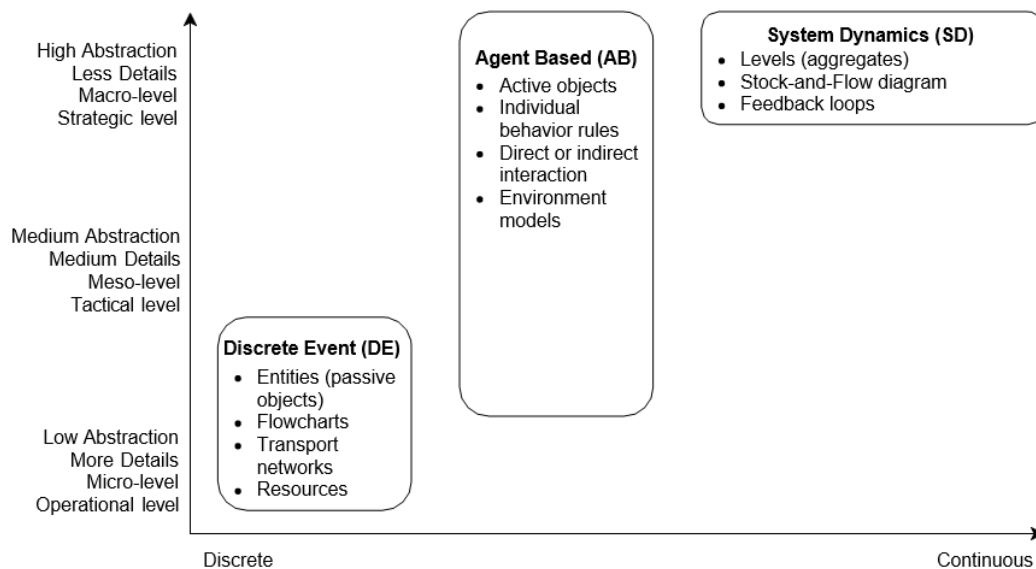 High Abstraction
Less Details
Macro-level
Strategic level
Agent Based (AB)
• Active objects
• Individual
behavior rules
• Direct or indirect
interaction
• Environment
models
System Dynamics (SD)
• Levels (aggregates)
• Stock-and-Flow diagram
• Feedback loops
Medium Abstraction
Medium Details
Meso-level
Tactical level
Discrete Event (DE)
• Entities (passive
objects)
• Flowcharts
• Transport
networks
• Resources
Low Abstraction
More Details
Micro-level
Operational level
Discrete
Continuous